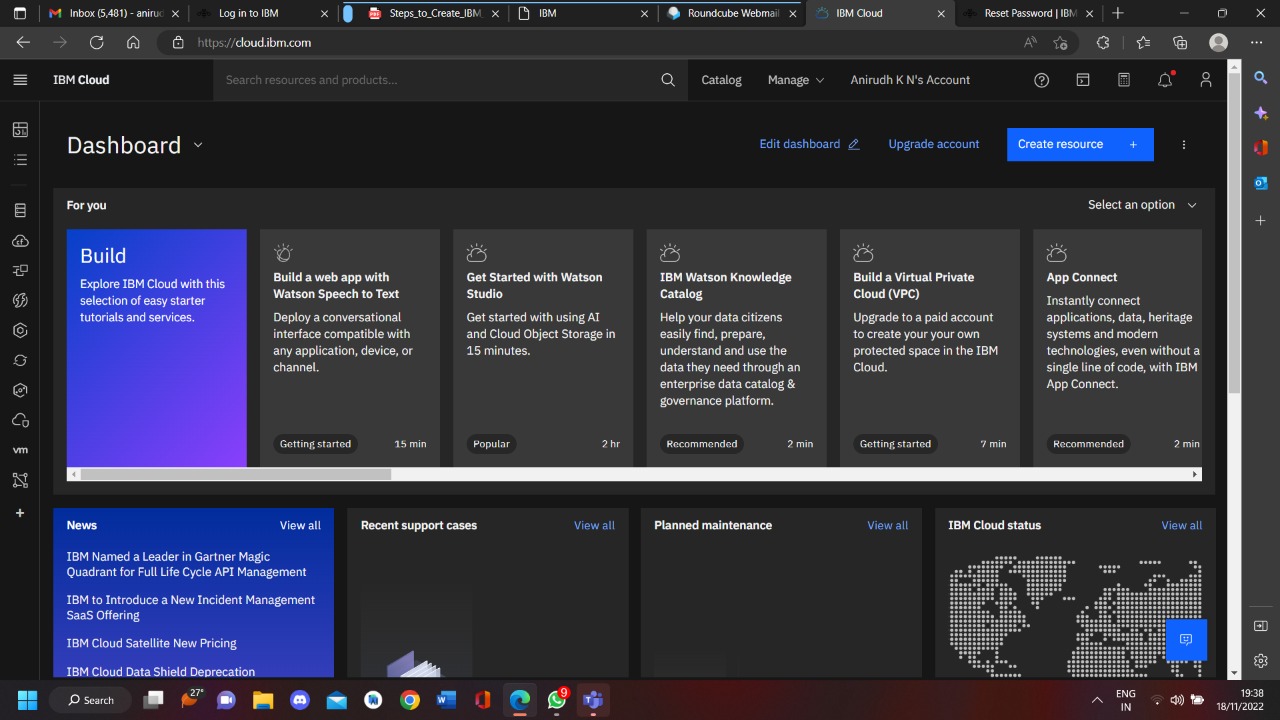 Inbox (5,481) - anirud
Log in to IBM
Steps_to_Create_IBM_
IBM
Roundcube Webmail
IBM Cloud
Reset Password | IBM
https://cloud.ibm.com
IBM Cloud
Search resources and products...
Catalog
Manage
Anirudh K N's Account
Dashboard
Edit dashboard
Upgrade account
Create resource +
For you
Select an option
Build
Explore IBM Cloud with this
selection of easy starter
tutorials and services.
Build a web app with
Watson Speech to Text
Deploy a conversational
interface compatible with
any application, device, or
channel.
Getting started
15 min
Get Started with Watson
Studio
Get started with using AI
and Cloud Object Storage in
15 minutes.
Popular
2 hr
IBM Watson Knowledge
Catalog
Help your data citizens
easily find, prepare,
understand and use the
data they need through an
enterprise data catalog &
governance platform.
Recommended
2 min
Build a Virtual Private
Cloud (VPC)
Upgrade to a paid account
to create your your own
protected space in the IBM
Cloud.
Getting started
7 min
App Connect
Instantly connect
applications, data, heritage
systems and modern
technologies, even without a
single line of code, with IBM
App Connect.
Recommended
2 min
vm
News
View all
IBM Named a Leader in Gartner Magic
Quadrant for Full Life Cycle API Management
IBM to Introduce a New Incident Management
SaaS Offering
IBM Cloud Satellite New Pricing
IBM Cloud Data Shield Deprecation
Recent support cases
View all
Planned maintenance
View all
IBM Cloud status
View all
Search
27°
9
ENG
IN
19:38
18/11/2022